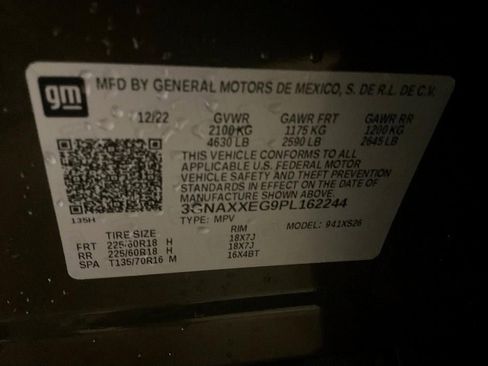 gm
MFD BY GENERAL MOTORS DE MEXICO, S. DE R.L. DE C.V.
12/22 GVWR GAWR FRT GAWR RR
2100 KG 1175 KG 1200 KG
4630 LB 2590 LB 2645 LB
THIS VEHICLE CONFORMS TO ALL
APPLICABLE U.S. FEDERAL MOTOR
VEHICLE SAFETY AND THEFT PREVENTION
STANDARDS IN EFFECT ON THE DATE OF
MANUFACTURE SHOWN ABOVE.
135H 3GNAXXEG9PL162244
TYPE: MPV MODEL: 941XS26
TIRE SIZE RIM
FRT 225/60R18 H 18X7J
RR 225/60R18 H 18X7J
SPA T135/70R16 M 16X4BT